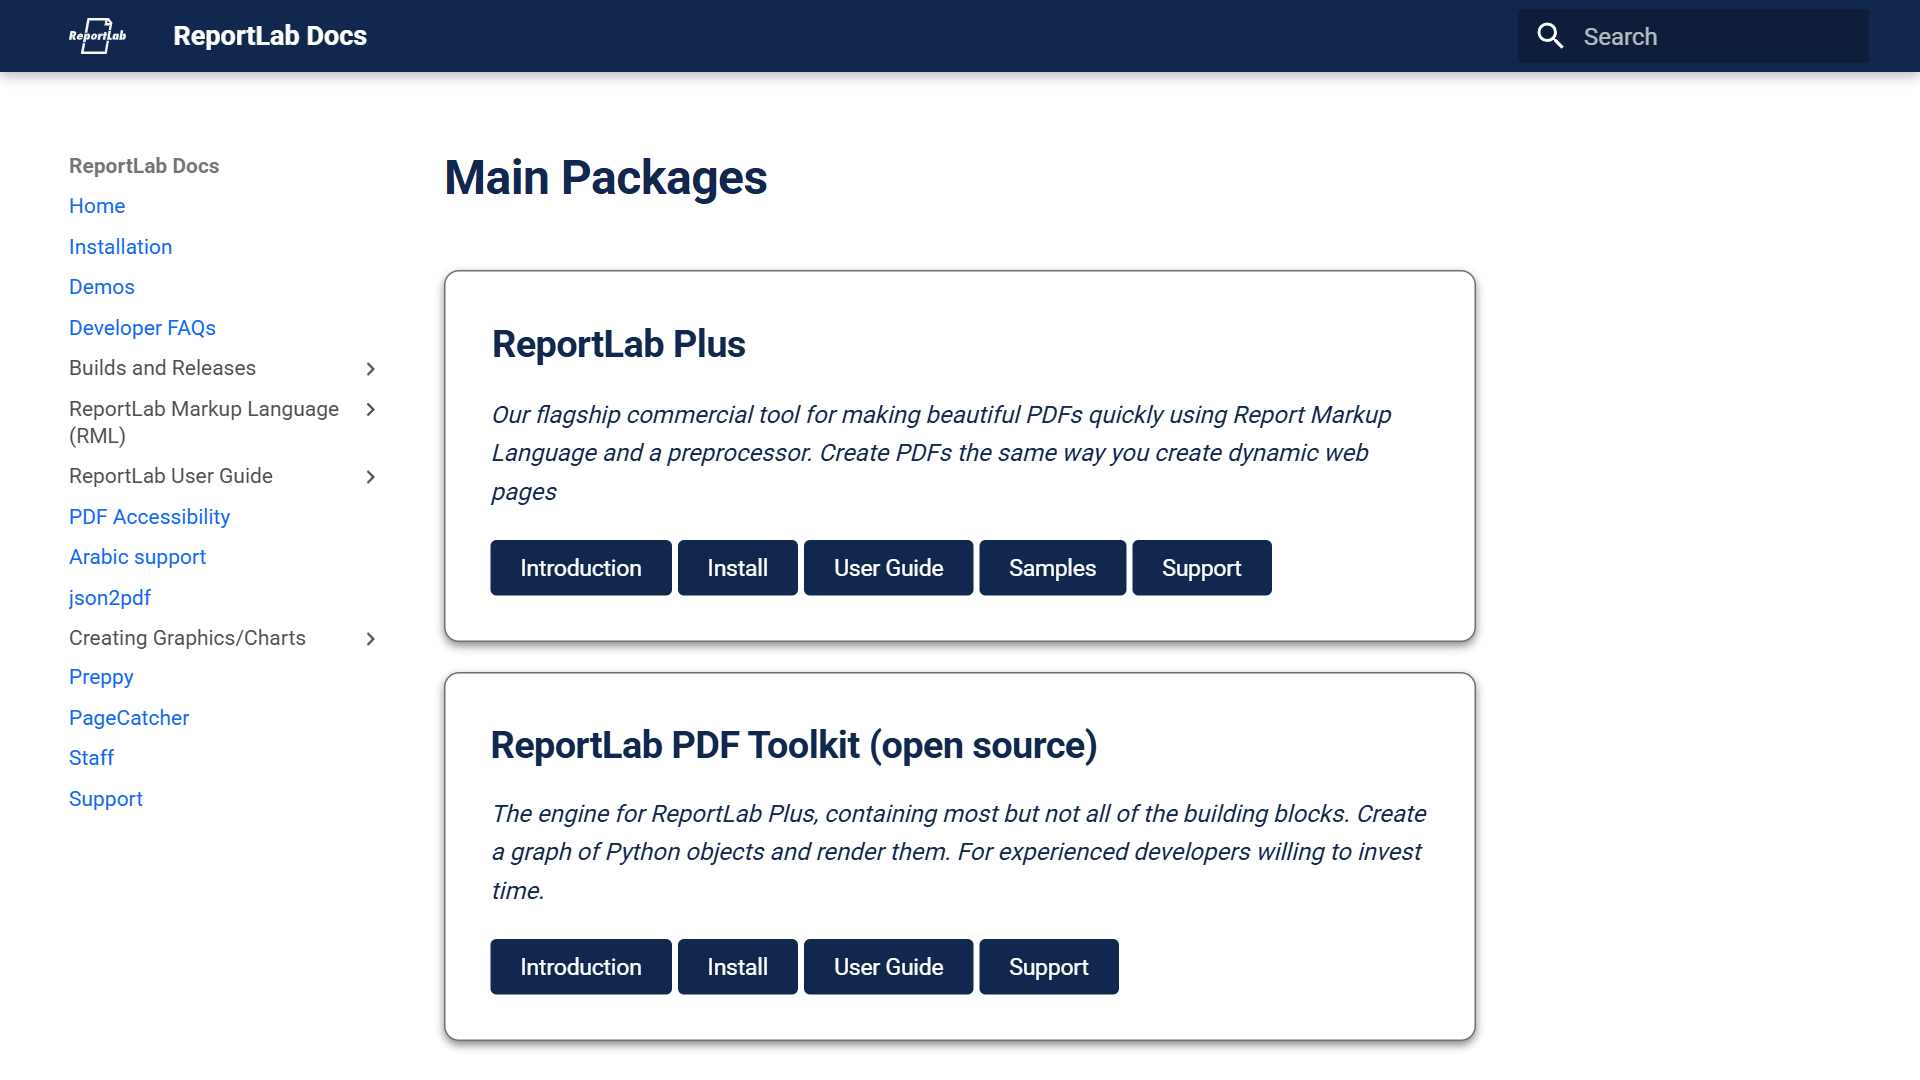 ReportLab
ReportLab Docs
Search
ReportLab Docs
Home
Installation
Demos
Developer FAQs
Builds and Releases
ReportLab Markup Language
(RML)
ReportLab User Guide
PDF Accessibility
Arabic support
json2pdf
Creating Graphics/Charts
Preppy
PageCatcher
Staff
Support
Main Packages
ReportLab Plus
Our flagship commercial tool for making beautiful PDFs quickly using Report Markup
Language and a preprocessor. Create PDFs the same way you create dynamic web
pages
Introduction Install User Guide Samples Support
ReportLab PDF Toolkit (open source)
The engine for ReportLab Plus, containing most but not all of the building blocks. Create
a graph of Python objects and render them. For experienced developers willing to invest
time.
Introduction Install User Guide Support